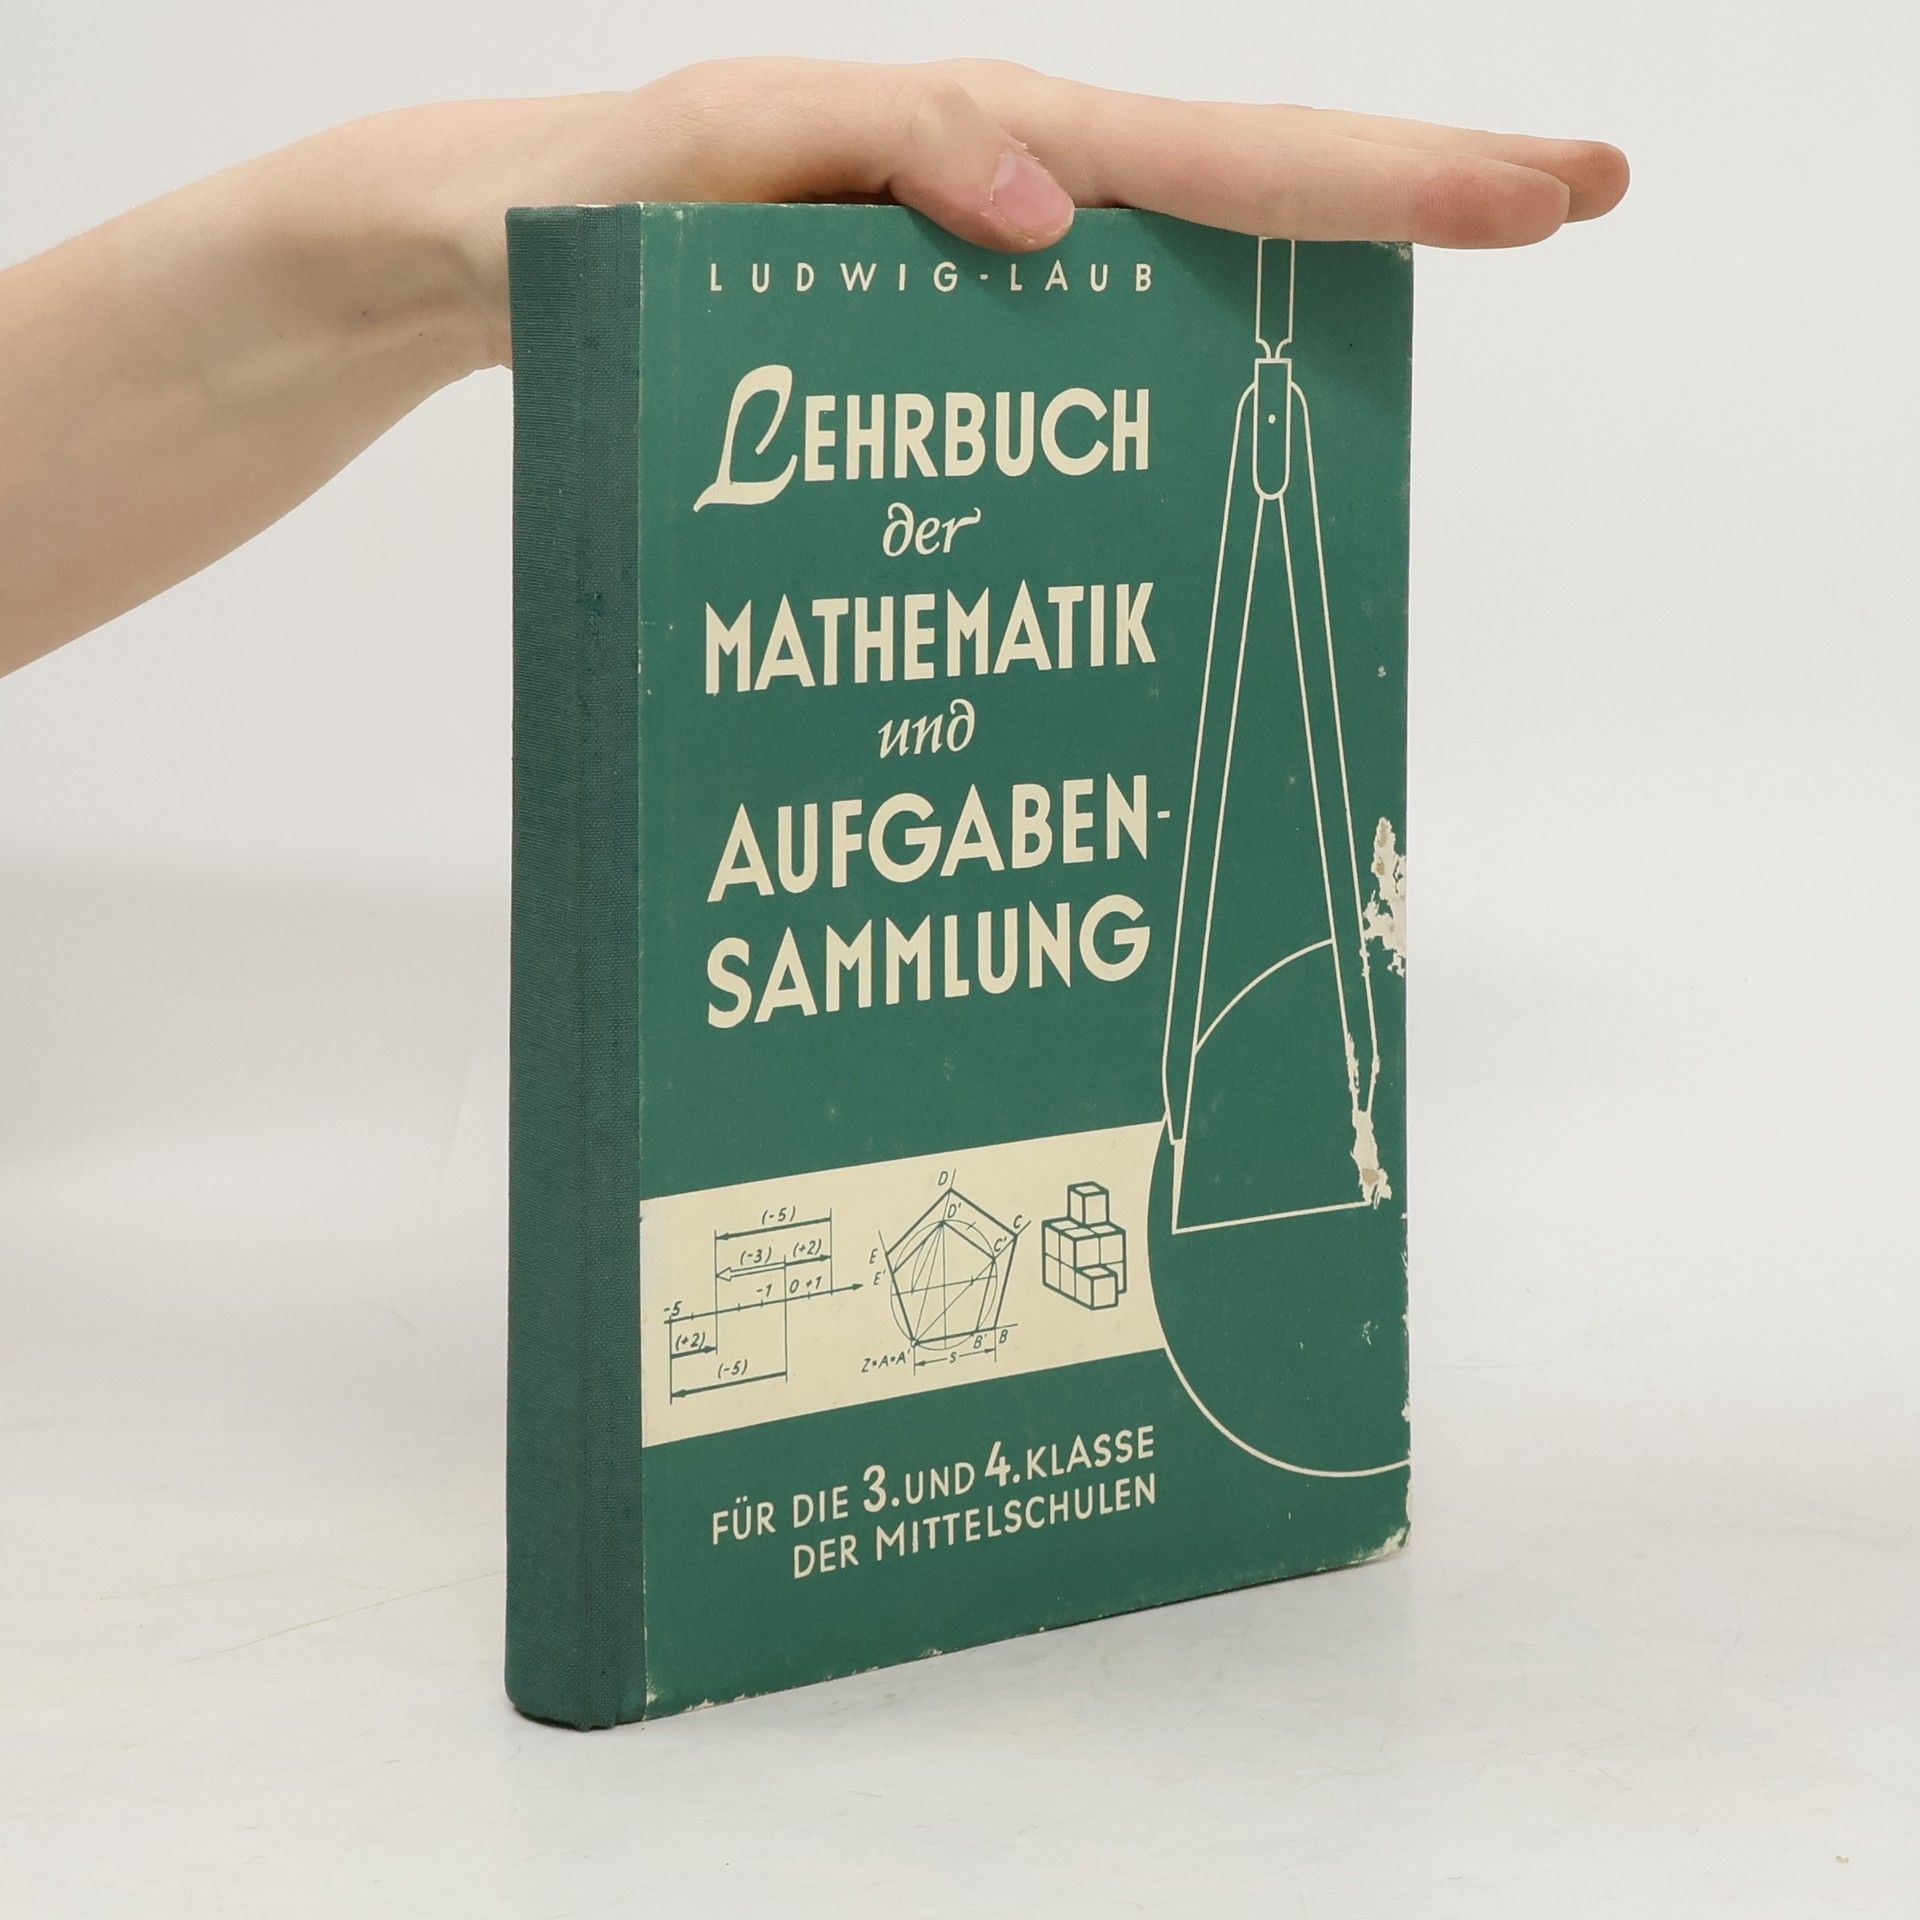 LUDWIG-LAUB
LEHRBUCH
der
MATHEMATIK
und
AUFGABEN-
SAMMLUNG
(-5)
(-3) (+2)
-5 -1 0 +1
(+2)
(-5)
D
D'
C
C'
E
E'
Z=A=A' S B' B
FÜR DIE 3. UND 4. KLASSE
DER MITTELSCHULEN